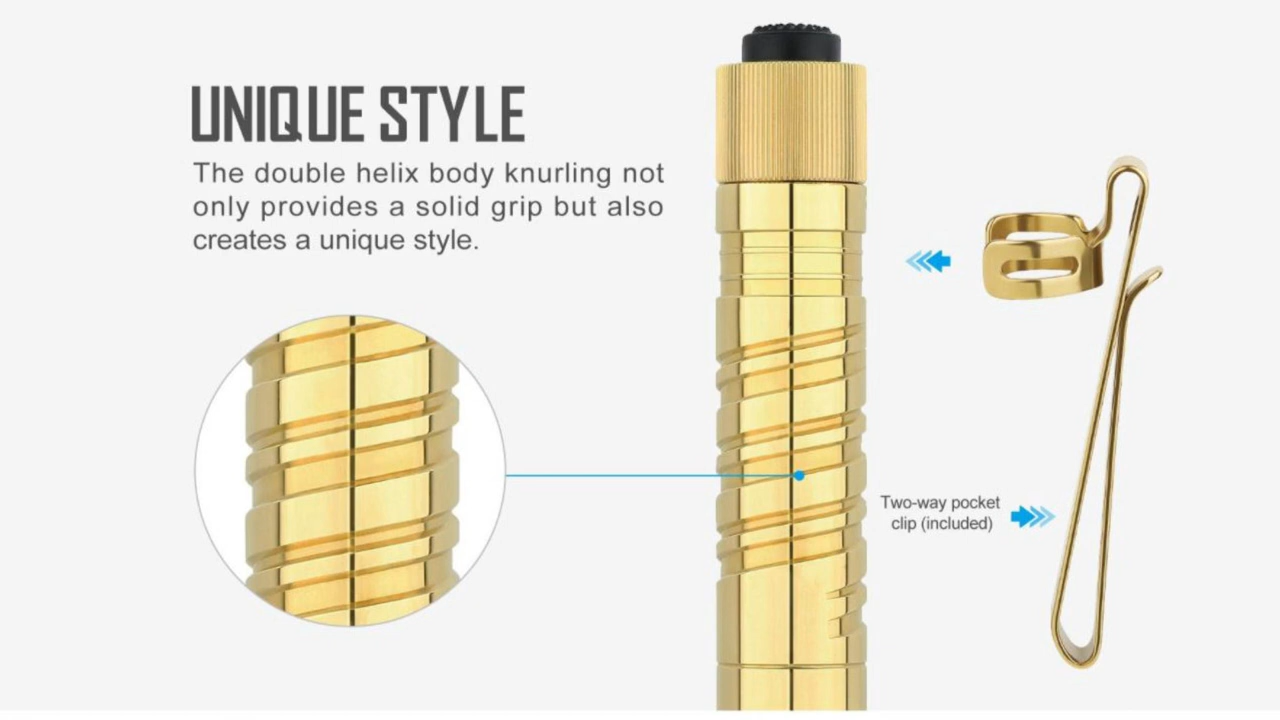 UNIQUE STYLE
The double helix body knurling not
only provides a solid grip but also
creates a unique style.
Two-way pocket
clip (included)